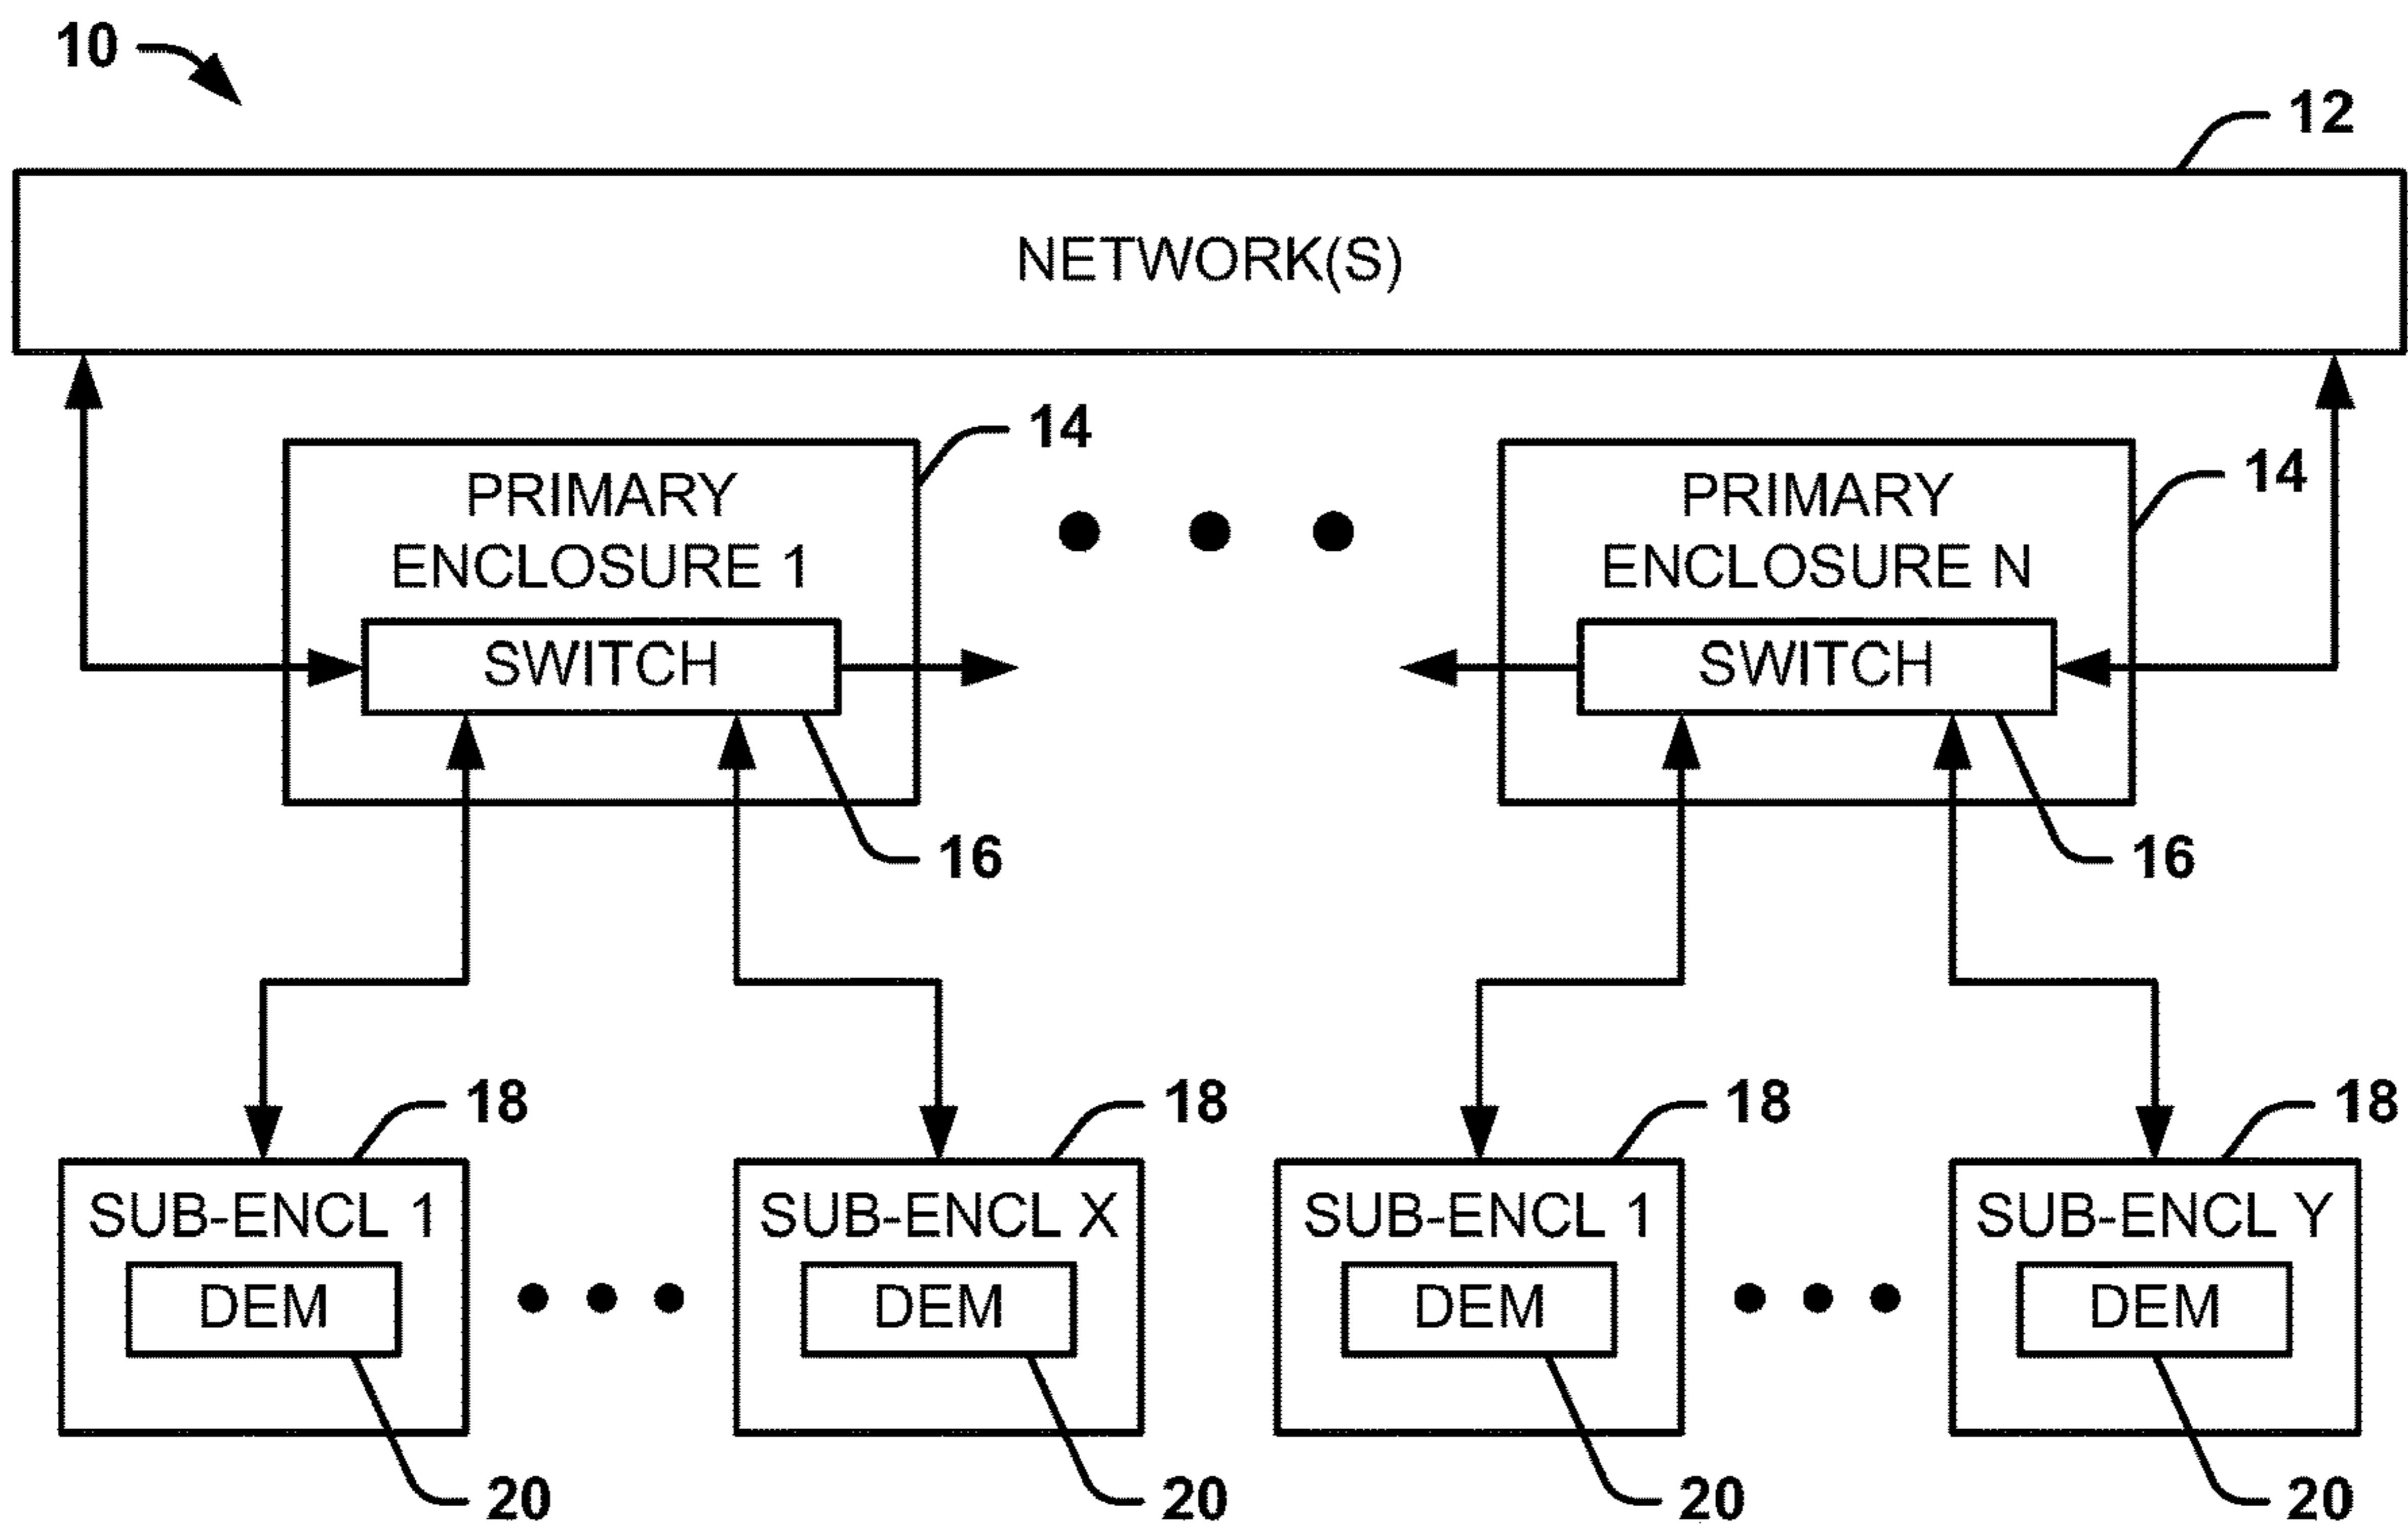 10
12
NETWORK(S)
14
PRIMARY
ENCLOSURE 1
SWITCH
16
14
PRIMARY
ENCLOSURE N
SWITCH
16
18
SUB-ENCL 1
DEM
20
18
SUB-ENCL X
DEM
20
18
SUB-ENCL 1
DEM
20
18
SUB-ENCL Y
DEM
20